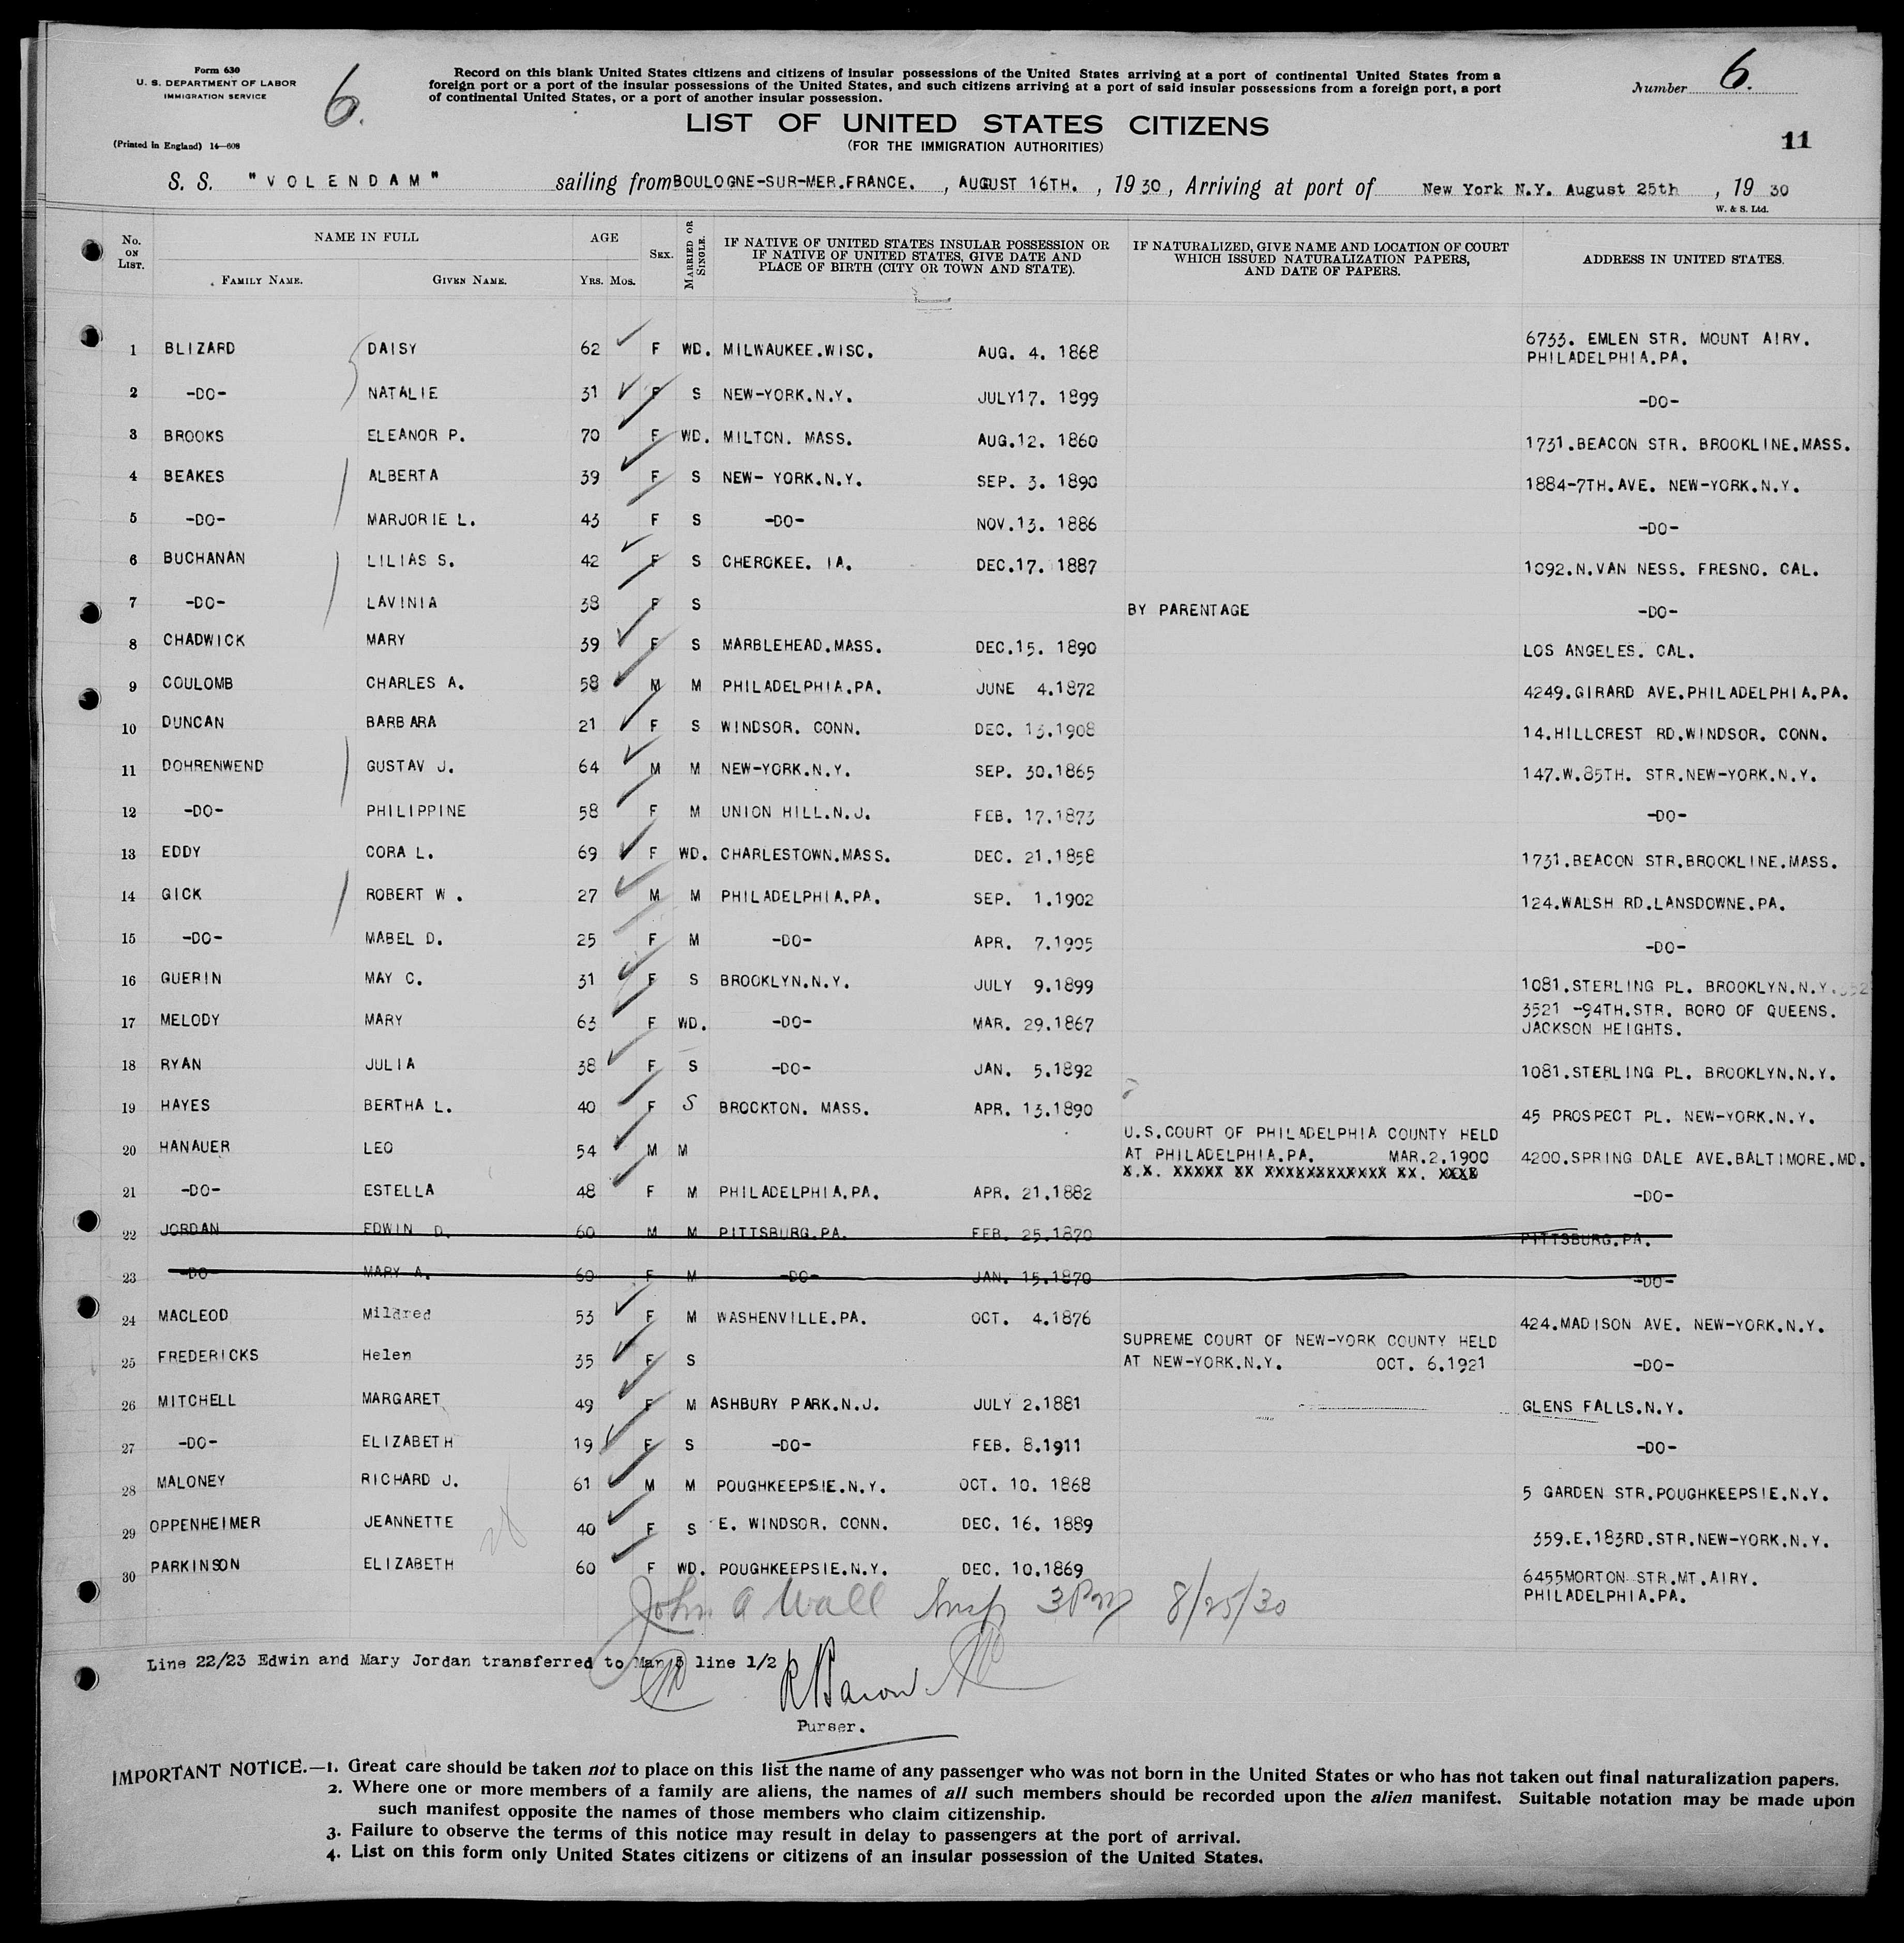 Form 630
U. S. DEPARTMENT OF LABOR
IMMIGRATION SERVICE
(Printed in England) 14—608
6.
Record on this blank United States citizens and citizens of insular possessions of the United States arriving at a port of continental United States from a
foreign port or a port of the insular possessions of the United States, and such citizens arriving at a port of said insular possessions from a foreign port, a port
of continental United States, or a port of another insular possession.
Number 6.
LIST OF UNITED STATES CITIZENS
(FOR THE IMMIGRATION AUTHORITIES)
11
S. S. "VOLENDAM" sailing from BOULOGNE-SUR-MER.FRANCE. , AUGUST 16TH. , 1930, Arriving at port of New York N.Y. August 25th , 19 30
W. & S. Ltd.
No. ON LIST. NAME IN FULL AGE SEX. MARRIED OR SINGLE. IF NATIVE OF UNITED STATES INSULAR POSSESSION OR IF NATIVE OF UNITED STATES, GIVE DATE AND PLACE OF BIRTH (CITY OR TOWN AND STATE). IF NATURALIZED, GIVE NAME AND LOCATION OF COURT WHICH ISSUED NATURALIZATION PAPERS, AND DATE OF PAPERS. ADDRESS IN UNITED STATES.
FAMILY NAME. GIVEN NAME. YRS. MOS.
1 BLIZARD DAISY 62 F WD. MILWAUKEE.WISC. AUG. 4. 1868 6733. EMLEN STR. MOUNT AIRY. PHILADELPHIA.PA.
2 -DO- NATALIE 31 F S NEW-YORK.N.Y. JULY17. 1899 -DO-
3 BROOKS ELEANOR P. 70 F WD. MILTON. MASS. AUG.12. 1860 1731.BEACON STR. BROOKLINE.MASS.
4 BEAKES ALBERTA 39 F S NEW- YORK.N.Y. SEP. 3. 1890 1884-7TH.AVE. NEW-YORK.N.Y.
5 -DO- MARJORIE L. 43 F S -DO- NOV.13. 1886 -DO-
6 BUCHANAN LILIAS S. 42 F S CHEROKEE. IA. DEC.17. 1887 1092.N.VAN NESS. FRESNO. CAL.
7 -DO- LAVINIA 38 F S BY PARENTAGE -DO-
8 CHADWICK MARY 39 F S MARBLEHEAD.MASS. DEC.15. 1890 LOS ANGELES. CAL.
9 COULOMB CHARLES A. 58 M M PHILADELPHIA.PA. JUNE 4.1872 4249.GIRARD AVE.PHILADELPHIA.PA.
10 DUNCAN BARBARA 21 F S WINDSOR. CONN. DEC. 13.1908 14.HILLCREST RD.WINDSOR. CONN.
11 DOHRENWEND GUSTAV J. 64 M M NEW-YORK.N.Y. SEP. 30.1865 147.W.85TH. STR.NEW-YORK.N.Y.
12 -DO- PHILIPPINE 58 F M UNION HILL.N.J. FEB. 17.1873 -DO-
13 EDDY CORA L. 69 F WD. CHARLESTOWN.MASS. DEC. 21.1858 1731.BEACON STR.BROOKLINE.MASS.
14 GICK ROBERT W . 27 M M PHILADELPHIA.PA. SEP. 1.1902 124.WALSH RD.LANSDOWNE.PA.
15 -DO- MABEL D. 25 F M -DO- APR. 7.1905 -DO-
16 GUERIN MAY C. 31 F S BROOKLYN.N.Y. JULY 9.1899 1081.STERLING PL. BROOKLYN.N.Y.
17 MELODY MARY 63 F WD. -DO- MAR. 29.1867 3521 -94TH.STR. BORO OF QUEENS. JACKSON HEIGHTS.
18 RYAN JULIA 38 F S -DO- JAN. 5.1892 1081.STERLING PL. BROOKLYN.N.Y.
19 HAYES BERTHA L. 40 F S BROCKTON. MASS. APR. 13.1890 45 PROSPECT PL. NEW-YORK.N.Y.
20 HANAUER LEO 54 M M U.S.COURT OF PHILADELPHIA COUNTY HELD AT PHILADELPHIA.PA. MAR.2.1900 4200.SPRING DALE AVE.BALTIMORE.MD.
21 -DO- ESTELLA 48 F M PHILADELPHIA.PA. APR. 21.1882 -DO-
22 JORDAN EDWIN D. 60 M M PITTSBURG.PA. FEB. 25.1870 PITTSBURG.PA.
23 -DO- MARY A. 60 F M -DO- JAN. 15.1870 -DO-
24 MACLEOD Mildred 53 F M WASHENVILLE.PA. OCT. 4.1876 424.MADISON AVE. NEW-YORK.N.Y.
25 FREDERICKS Helen 35 F S SUPREME COURT OF NEW-YORK COUNTY HELD AT NEW-YORK.N.Y. OCT. 6.1921 -DO-
26 MITCHELL MARGARET 49 F M ASHBURY PARK.N.J. JULY 2.1881 GLENS FALLS.N.Y.
27 -DO- ELIZABETH 19 F S -DO- FEB. 8.1911 -DO-
28 MALONEY RICHARD J. 61 M M POUGHKEEPSIE.N.Y. OCT. 10. 1868 5 GARDEN STR.POUGHKEEPSIE.N.Y.
29 OPPENHEIMER JEANNETTE 40 F S E. WINDSOR. CONN. DEC. 16. 1889 359.E.183RD.STR.NEW-YORK.N.Y.
30 PARKINSON ELIZABETH 60 F WD. POUGHKEEPSIE.N.Y. DEC. 10.1869 6455MORTON STR.MT.AIRY. PHILADELPHIA.PA.
John A Wall Insp 3Pm 8/25/30
Line 22/23 Edwin and Mary Jordan transferred to Man 3 line 1/2
Purser.
IMPORTANT NOTICE.—1. Great care should be taken not to place on this list the name of any passenger who was not born in the United States or who has not taken out final naturalization papers.
2. Where one or more members of a family are aliens, the names of all such members should be recorded upon the alien manifest. Suitable notation may be made upon
such manifest opposite the names of those members who claim citizenship.
3. Failure to observe the terms of this notice may result in delay to passengers at the port of arrival.
4. List on this form only United States citizens or citizens of an insular possession of the United States.